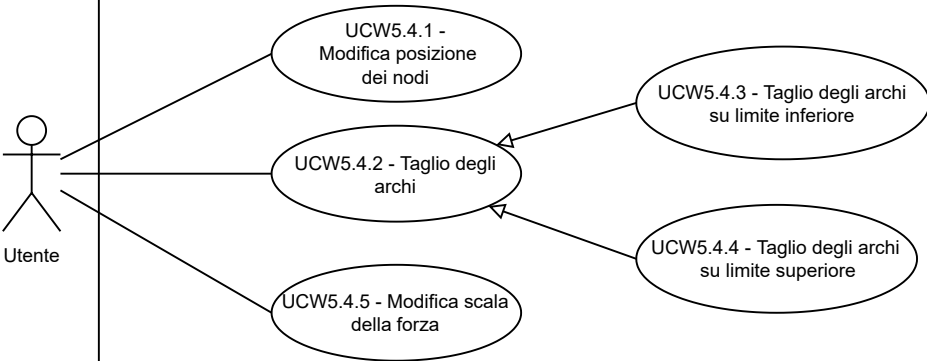 UCW5.4.1 -
Modifica posizione
dei nodi
UCW5.4.3 - Taglio degli archi
su limite inferiore
UCW5.4.2 - Taglio degli
archi
Utente
UCW5.4.4 - Taglio degli archi
su limite superiore
UCW5.4.5 - Modifica scala
della forza